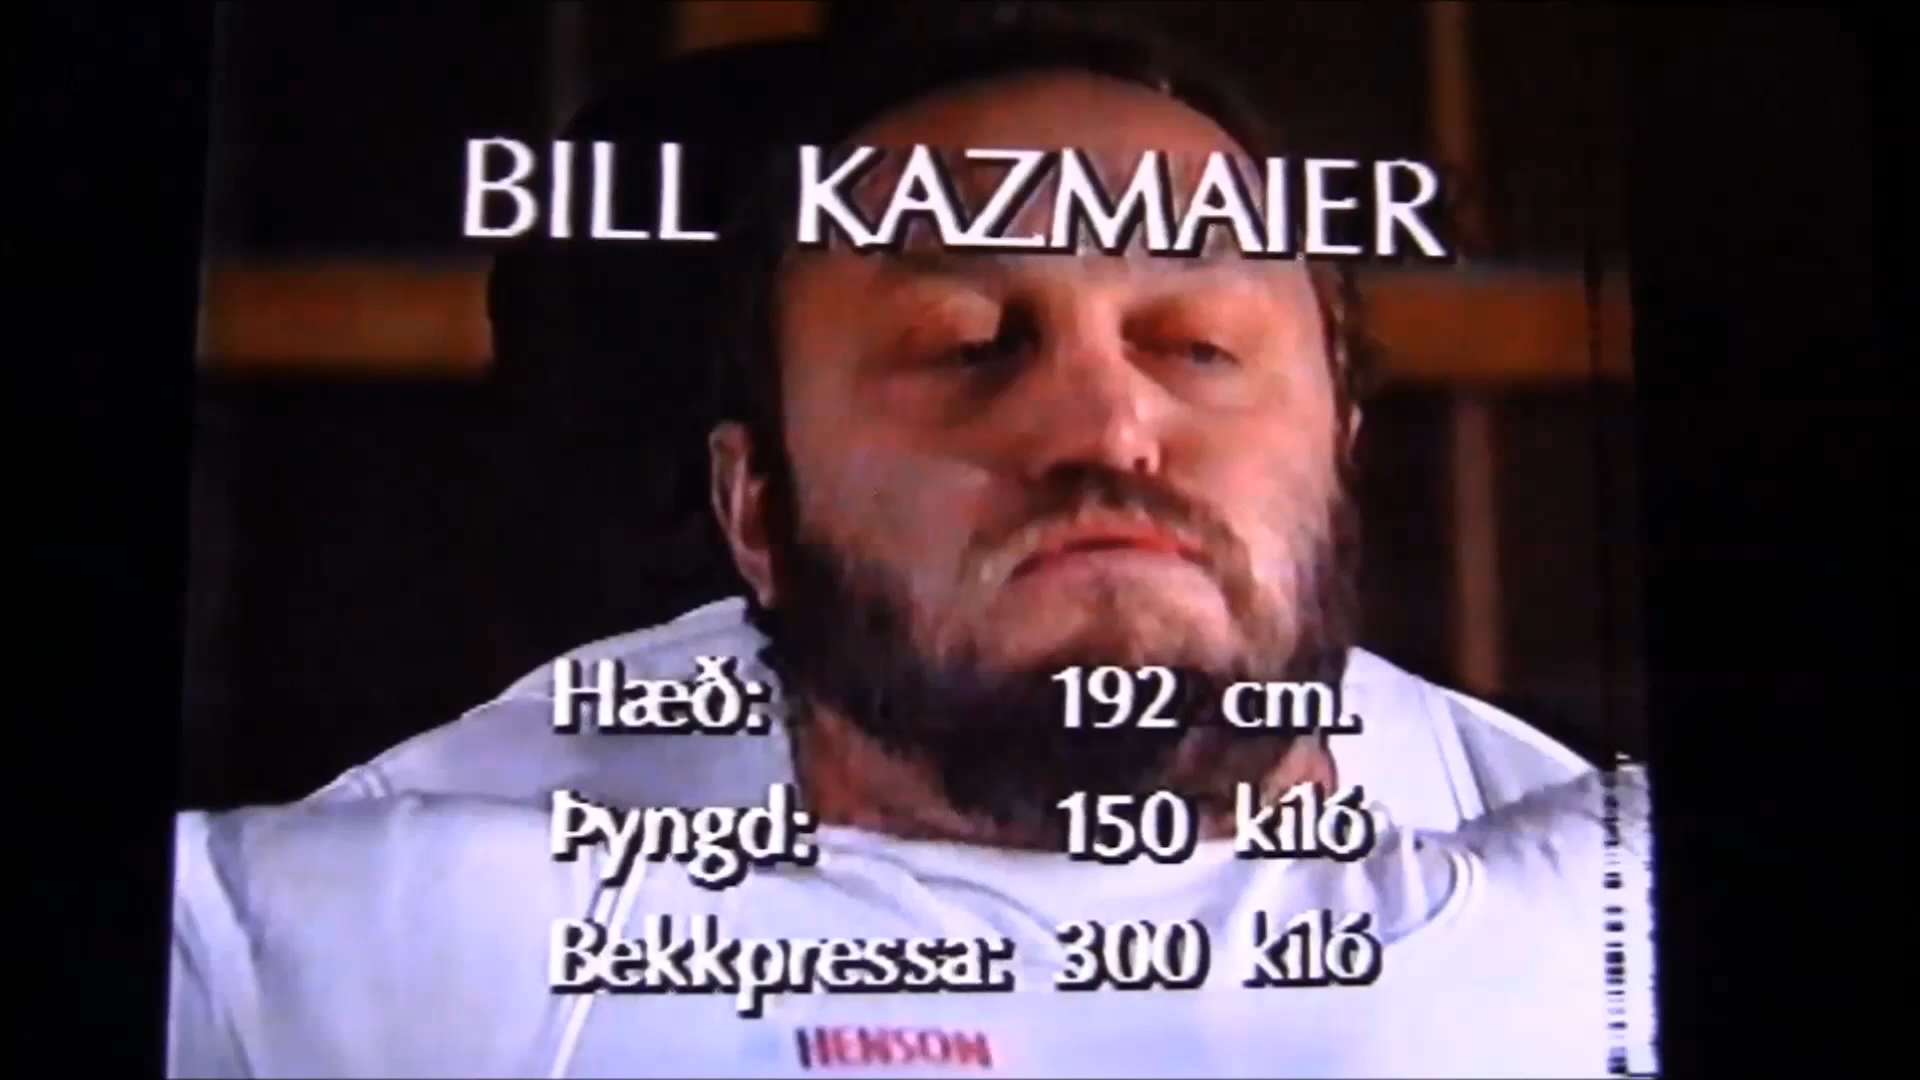 BILL KAZMAIER
Hæð: 192 cm.
Þyngd: 150 kíló
Bekkpressa: 300 kíló
HENSON